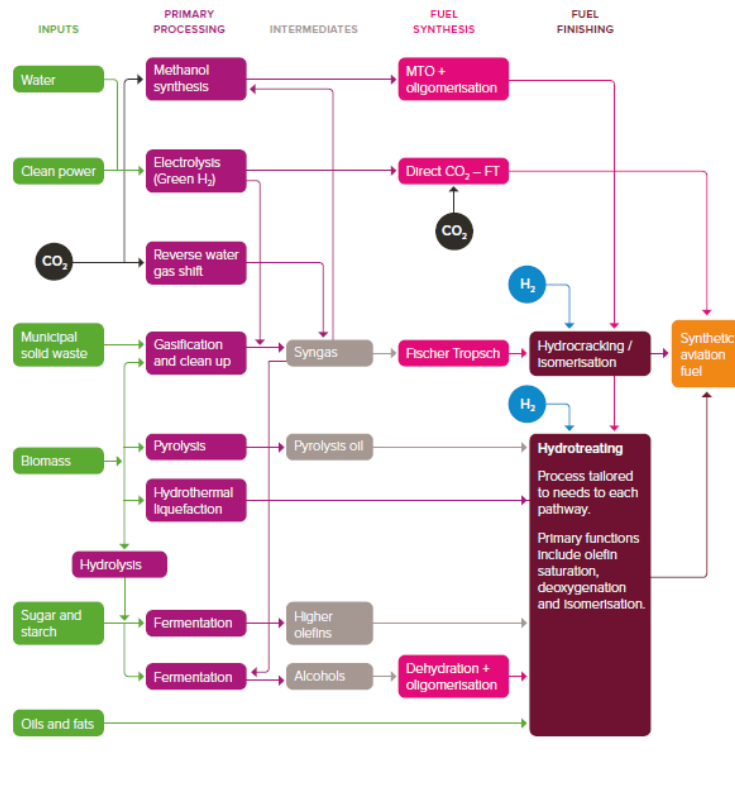 INPUTS
PRIMARY
PROCESSING
INTERMEDIATES
FUEL
SYNTHESIS
FUEL
FINISHING
Water
Methanol
synthesis
MTO +
oligomerisation
Clean power
Electrolysis
(Green H₂)
Direct CO₂ – FT
CO₂
CO₂
Reverse water
gas shift
H₂
Municipal
solid waste
Gasification
and clean up
Syngas
Fischer Tropsch
Hydrocracking /
isomerisation
Synthetic
aviation
fuel
H₂
Biomass
Pyrolysis
Pyrolysis oil
Hydrotreating
Process tailored
to needs to each
pathway.
Primary functions
include olefin
saturation,
deoxygenation
and isomerisation.
Hydrothermal
liquefaction
Hydrolysis
Sugar and
starch
Fermentation
Higher
olefins
Fermentation
Alcohols
Dehydration +
oligomerisation
Oils and fats